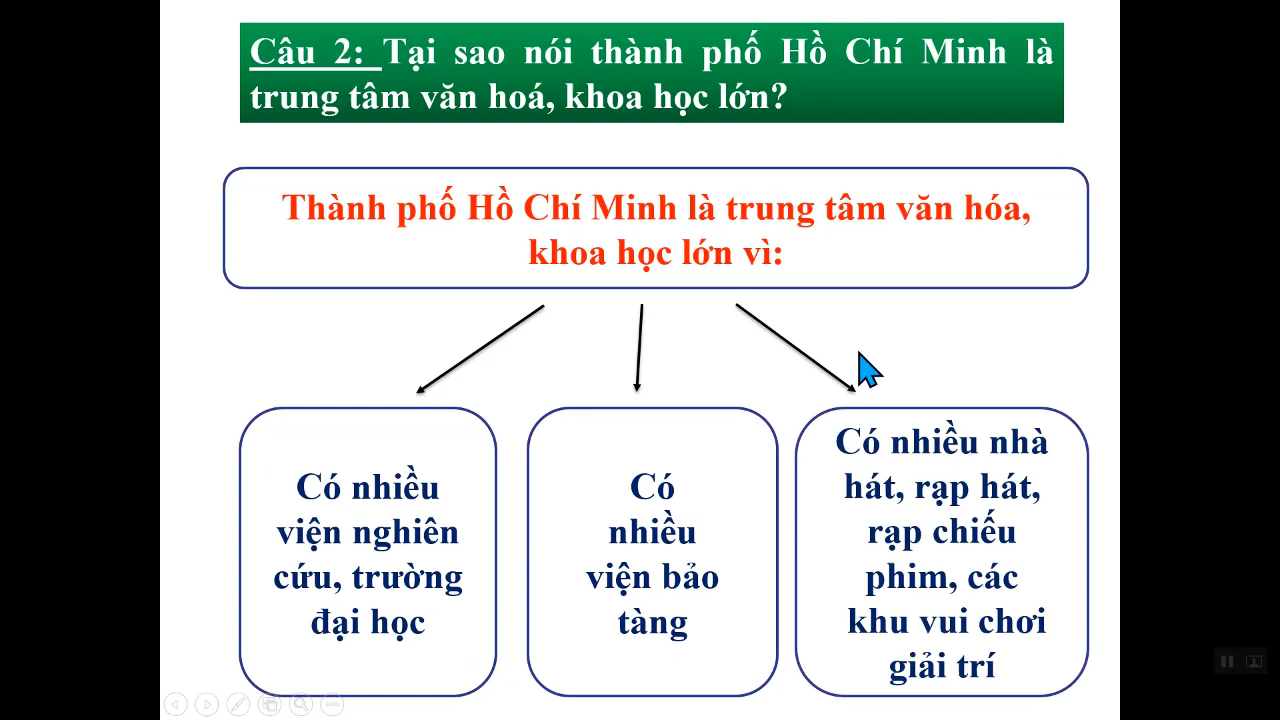 Câu 2: Tại sao nói thành phố Hồ Chí Minh là
trung tâm văn hoá, khoa học lớn?
Thành phố Hồ Chí Minh là trung tâm văn hóa,
khoa học lớn vì:
Có nhiều
viện nghiên
cứu, trường
đại học
Có
nhiều
viện bảo
tàng
Có nhiều nhà
hát, rạp hát,
rạp chiếu
phim, các
khu vui chơi
giải trí